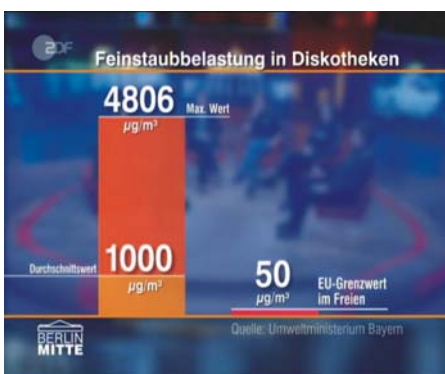 ZDF
Feinstaubbelastung in Diskotheken
4806 Max. Wert
µg/m³
Durchschnittswert 1000
µg/m³
50 EU-Grenzwert
µg/m³ im Freien
Quelle: Umweltministerium Bayern
BERLIN
MITTE